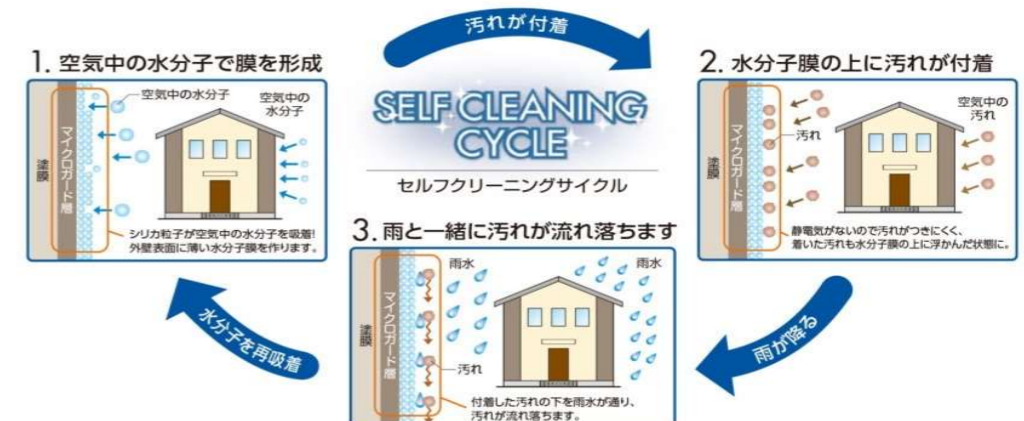 汚れが付着
1. 空気中の水分子で膜を形成
空気中の水分子
空気中の
水分子
マイクロガード層
塗膜
シリカ粒子が空気中の水分子を吸着!
外壁表面に薄い水分子膜を作ります。
SELF CLEANING
CYCLE
セルフクリーニングサイクル
2. 水分子膜の上に汚れが付着
空気中の
汚れ
汚れ
マイクロガード層
塗膜
静電気がないので汚れがつきにくく、
着いた汚れも水分子膜の上に浮かんだ状態に。
雨が降る
3. 雨と一緒に汚れが流れ落ちます
雨水
雨水
マイクロガード層
塗膜
汚れ
付着した汚れの下を雨水が通り、
汚れが流れ落ちます。
水分子を再吸着